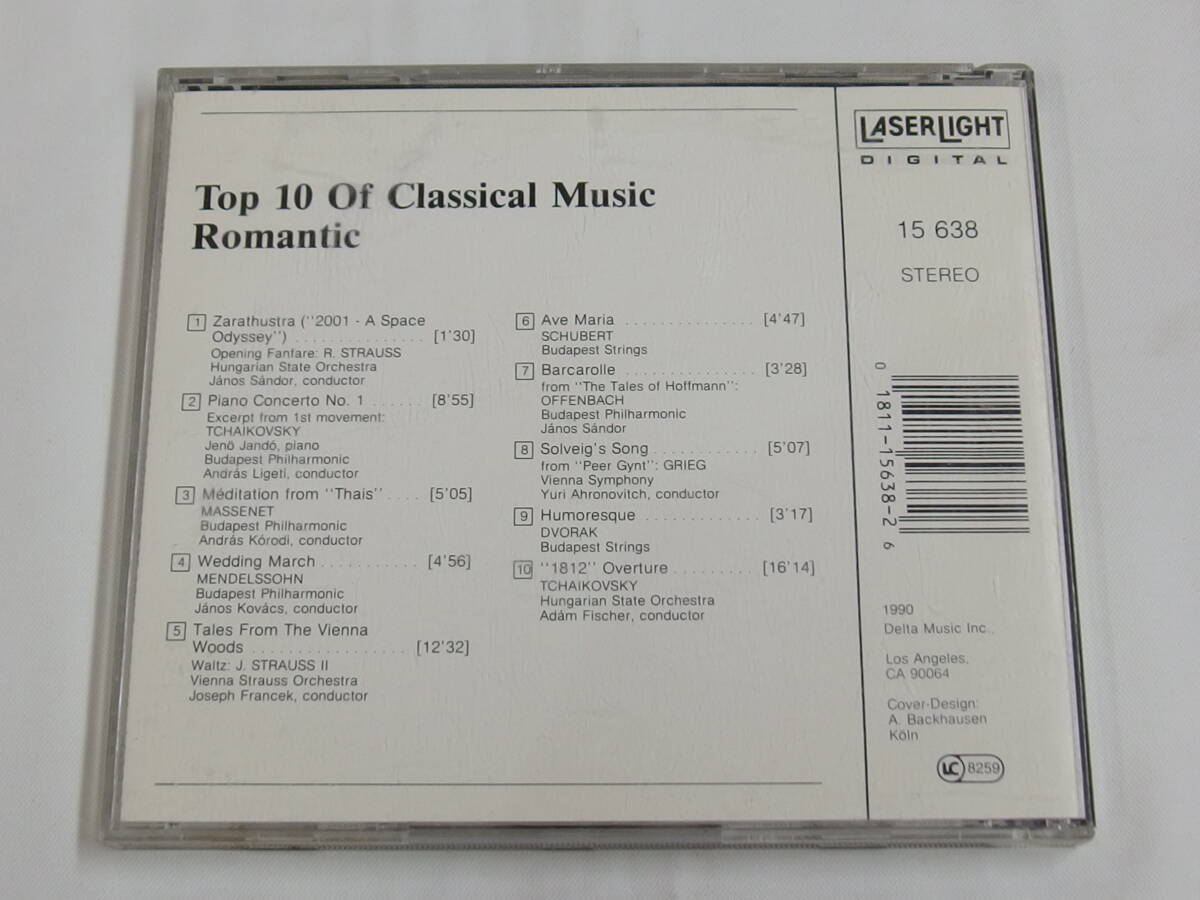 Top 10 Of Classical Music
Romantic
1 Zarathustra (''2001 - A Space
Odyssey'') ............... [1'30]
Opening Fanfare: R. STRAUSS
Hungarian State Orchestra
János Sándor, conductor
2 Piano Concerto No. 1 ...... [8'55]
Excerpt from 1st movement:
TCHAIKOVSKY
Jenö Jandó, piano
Budapest Philharmonic
András Ligeti, conductor
3 Méditation from ''Thais'' .... [5'05]
MASSENET
Budapest Philharmonic
András Kórodi, conductor
4 Wedding March ........... [4'56]
MENDELSSOHN
Budapest Philharmonic
János Kovács, conductor
5 Tales From The Vienna
Woods .................. [12'32]
Waltz: J. STRAUSS II
Vienna Strauss Orchestra
Joseph Francek, conductor
6 Ave Maria ............... [4'47]
SCHUBERT
Budapest Strings
7 Barcarolle ............... [3'28]
from ''The Tales of Hoffmann'':
OFFENBACH
Budapest Philharmonic
János Sándor
8 Solveig's Song ............ [5'07]
from ''Peer Gynt'': GRIEG
Vienna Symphony
Yuri Ahronovitch, conductor
9 Humoresque ............. [3'17]
DVORAK
Budapest Strings
10 ''1812'' Overture ......... [16'14]
TCHAIKOVSKY
Hungarian State Orchestra
Adám Fischer, conductor
LASERLIGHT
DIGITAL
15 638
STEREO
0 1811-15638-2 6
1990
Delta Music Inc.,
Los Angeles,
CA 90064
Cover-Design:
A. Backhausen
Köln
LC 8259